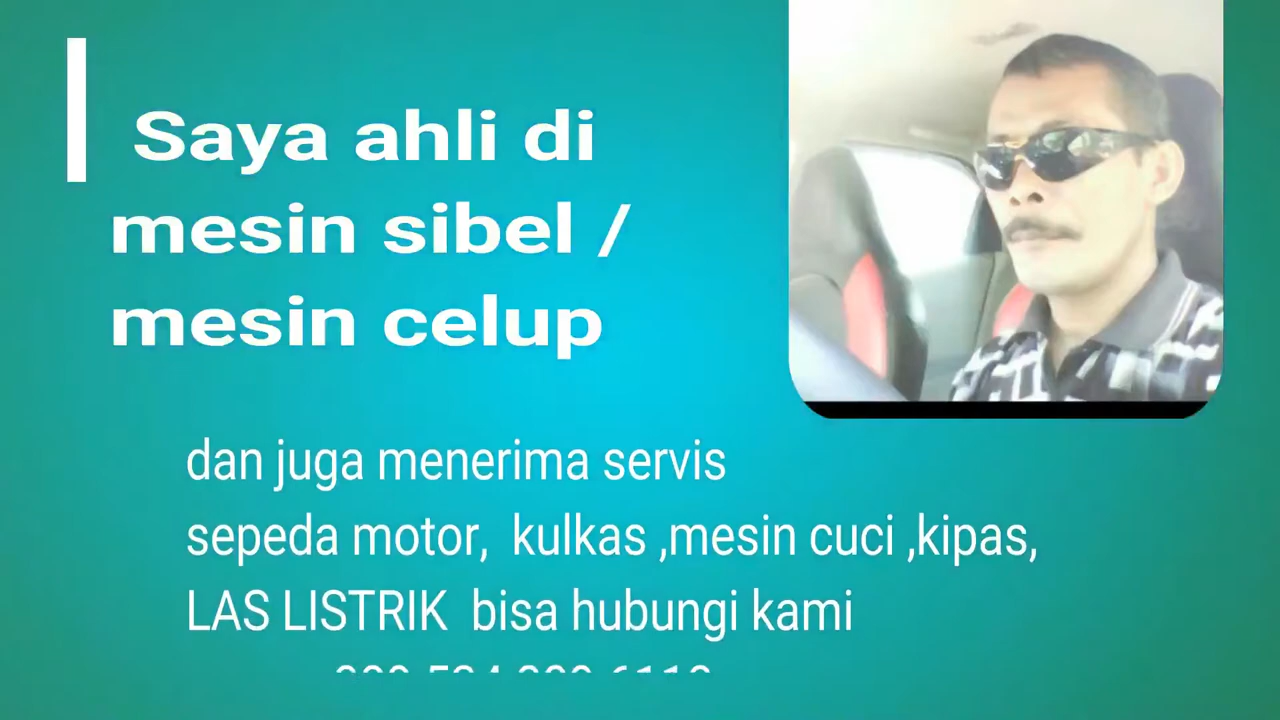 Saya ahli di
mesin sibel /
mesin celup
dan juga menerima servis
sepeda motor, kulkas ,mesin cuci ,kipas,
LAS LISTRIK bisa hubungi kami